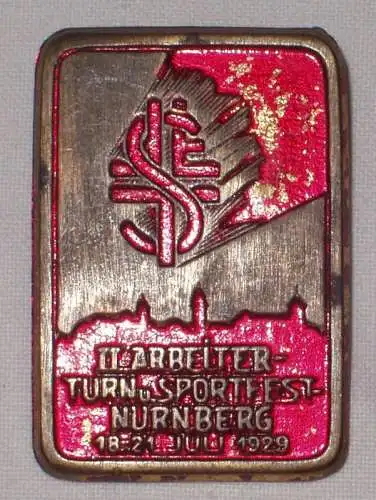 II. ARBEITER-
TURN u. SPORTFEST
NÜRNBERG
18-21. JULI 1929